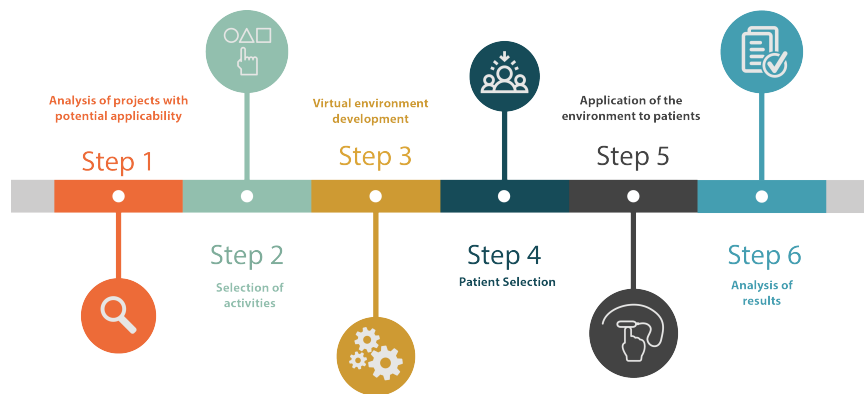 Analysis of projects with
potential applicability
Step 1
Step 2
Selection of
activities
Virtual environment
development
Step 3
Step 4
Patient Selection
Application of the
environment to patients
Step 5
Step 6
Analysis of
results